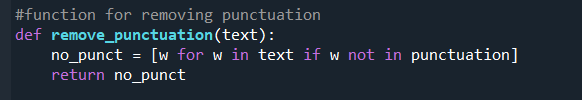 #function for removing punctuation
def remove_punctuation(text):
    no_punct = [w for w in text if w not in punctuation]
    return no_punct